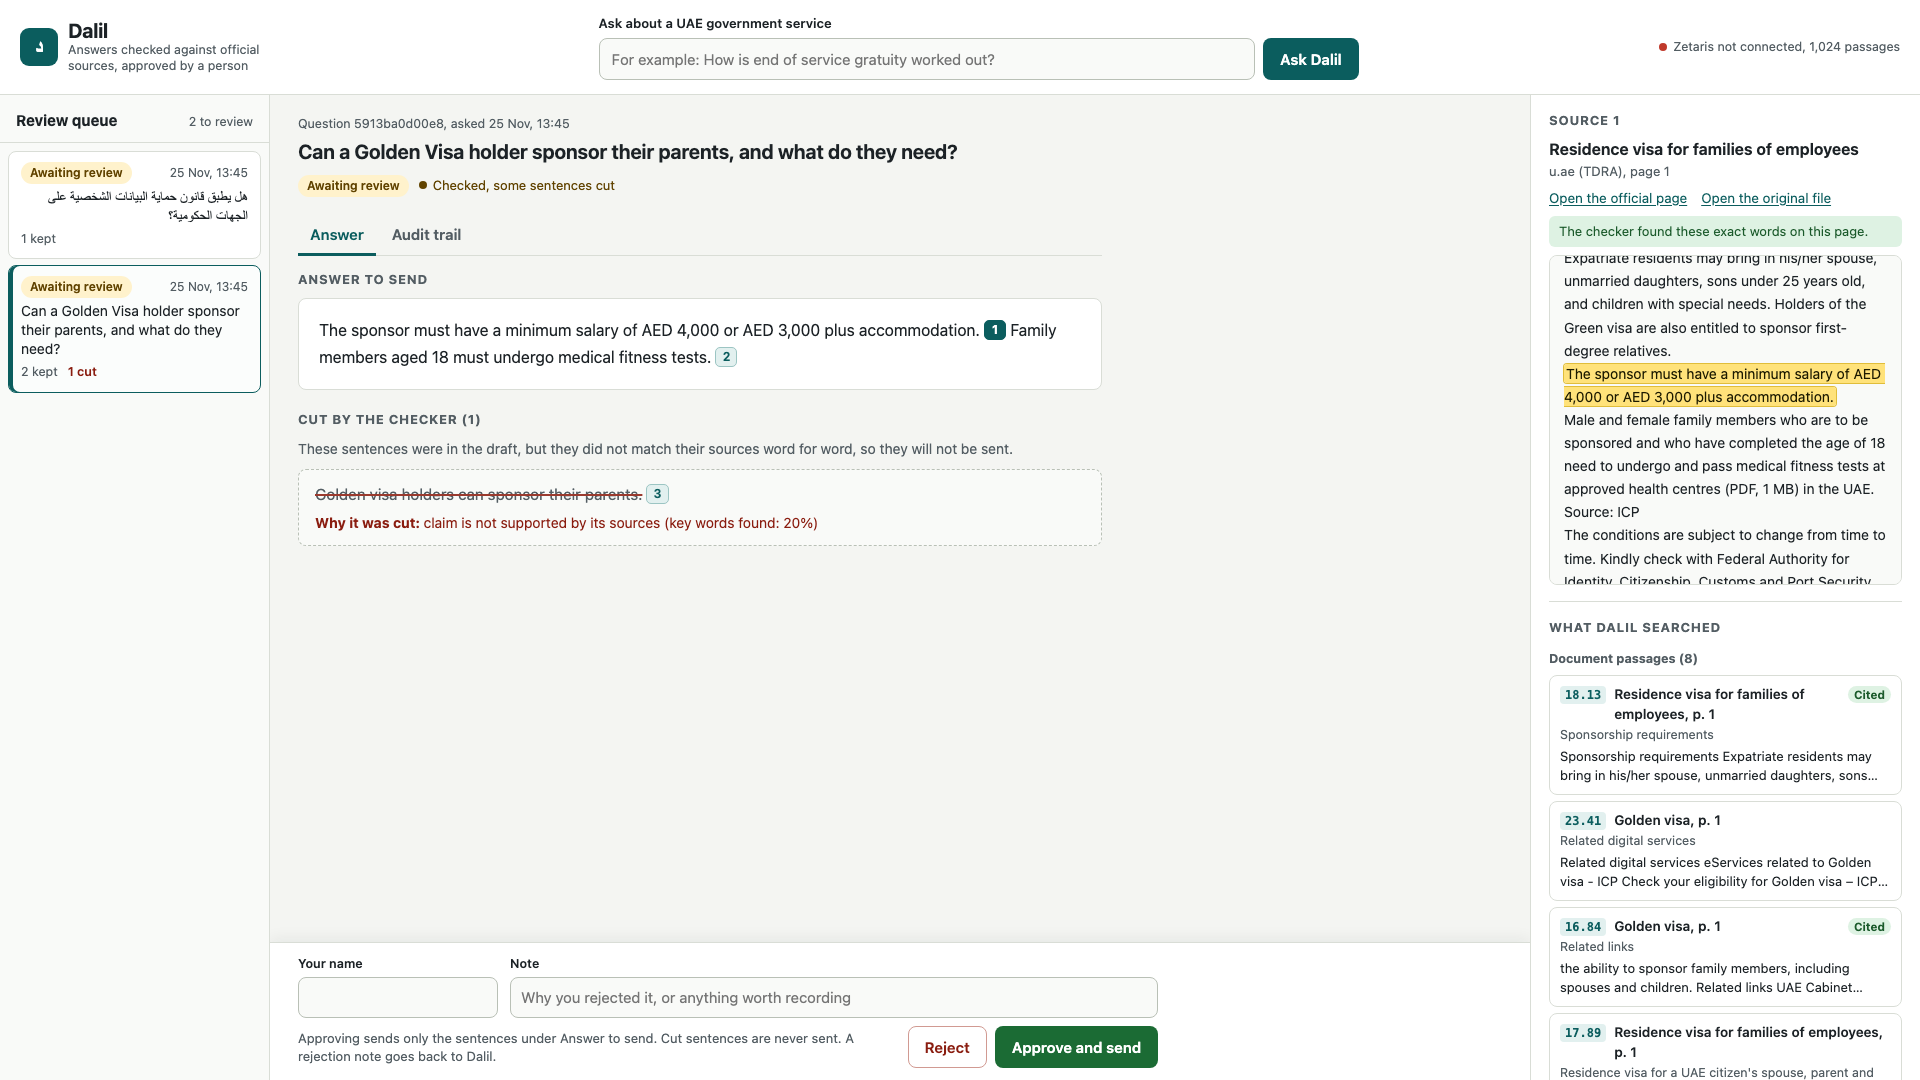 د
Dalil
Answers checked against official
sources, approved by a person
Ask about a UAE government service
For example: How is end of service gratuity worked out?
Ask Dalil
Zetaris not connected, 1,024 passages
Review queue
2 to review
Awaiting review
25 Nov, 13:45
هل يطبق قانون حماية البيانات الشخصية على
الجهات الحكومية؟
1 kept
Awaiting review
25 Nov, 13:45
Can a Golden Visa holder sponsor
their parents, and what do they
need?
2 kept 1 cut
Question 5913ba0d00e8, asked 25 Nov, 13:45
Can a Golden Visa holder sponsor their parents, and what do they need?
Awaiting review
Checked, some sentences cut
Answer
Audit trail
ANSWER TO SEND
The sponsor must have a minimum salary of AED 4,000 or AED 3,000 plus accommodation. 1 Family
members aged 18 must undergo medical fitness tests. 2
CUT BY THE CHECKER (1)
These sentences were in the draft, but they did not match their sources word for word, so they will not be sent.
Golden visa holders can sponsor their parents. 3
Why it was cut: claim is not supported by its sources (key words found: 20%)
Your name
Note
Why you rejected it, or anything worth recording
Approving sends only the sentences under Answer to send. Cut sentences are never sent. A
rejection note goes back to Dalil.
Reject
Approve and send
SOURCE 1
Residence visa for families of employees
u.ae (TDRA), page 1
Open the official page
Open the original file
The checker found these exact words on this page.
Expatriate residents may bring in his/her spouse,
unmarried daughters, sons under 25 years old,
and children with special needs. Holders of the
Green visa are also entitled to sponsor first-
degree relatives.
The sponsor must have a minimum salary of AED
4,000 or AED 3,000 plus accommodation.
Male and female family members who are to be
sponsored and who have completed the age of 18
need to undergo and pass medical fitness tests at
approved health centres (PDF, 1 MB) in the UAE.
Source: ICP
The conditions are subject to change from time to
time. Kindly check with Federal Authority for
Identity, Citizenship, Customs and Port Security
WHAT DALIL SEARCHED
Document passages (8)
18.13 Residence visa for families of
employees, p. 1
Cited
Sponsorship requirements
Sponsorship requirements Expatriate residents may
bring in his/her spouse, unmarried daughters, sons…
23.41 Golden visa, p. 1
Related digital services
Related digital services eServices related to Golden
visa - ICP Check your eligibility for Golden visa – ICP…
16.84 Golden visa, p. 1
Cited
Related links
the ability to sponsor family members, including
spouses and children. Related links UAE Cabinet…
17.89 Residence visa for families of employees,
p. 1
Residence visa for a UAE citizen's spouse, parent and